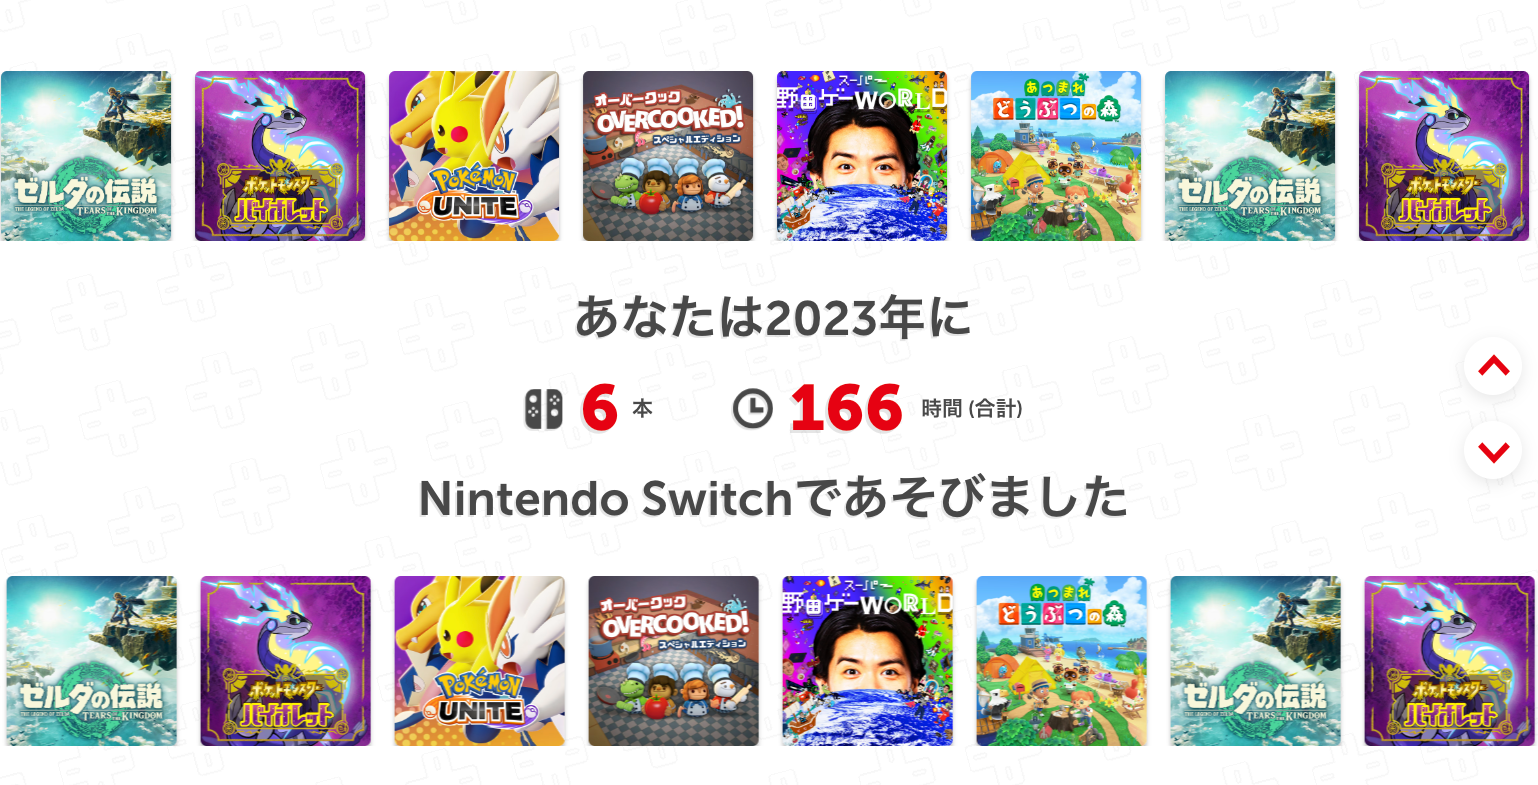 ゼルダの伝説
THE LEGEND OF ZELDA
TEARS OF THE KINGDOM
ポケットモンスター
バイオレット
POKÉMON
UNITE
オーバークック
OVERCOOKED!
スペシャルエディション
スーパー
野田ゲーWORLD
あつまれ
どうぶつの森
ゼルダの伝説
THE LEGEND OF ZELDA
TEARS OF THE KINGDOM
ポケットモンスター
バイオレット
あなたは2023年に
6 本 166 時間 (合計)
Nintendo Switchであそびました
ゼルダの伝説
THE LEGEND OF ZELDA
TEARS OF THE KINGDOM
ポケットモンスター
バイオレット
POKÉMON
UNITE
オーバークック
OVERCOOKED!
スペシャルエディション
スーパー
野田ゲーWORLD
あつまれ
どうぶつの森
ゼルダの伝説
THE LEGEND OF ZELDA
TEARS OF THE KINGDOM
ポケットモンスター
バイオレット